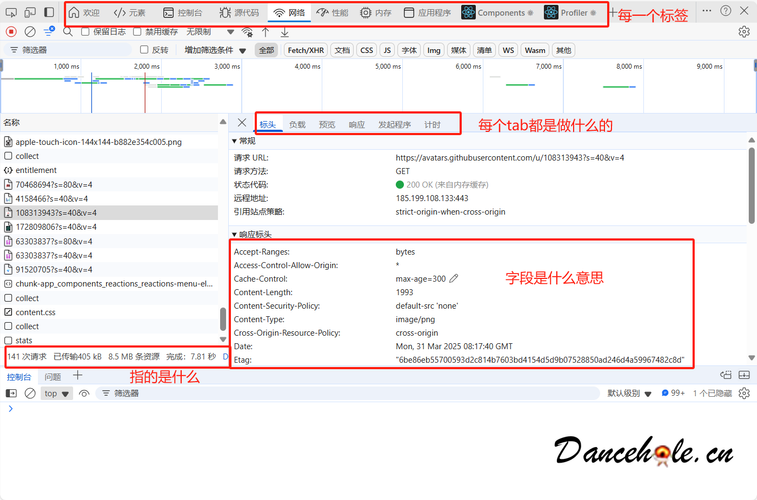 欢迎 元素 控制台 源代码 网络 性能 内存 应用程序 Components Profiler 每一个标签
保留日志 禁用缓存 无限制
筛选器 反转 增加筛选条件 全部 Fetch/XHR 文档 CSS JS 字体 Img 媒体 清单 WS Wasm 其他
1,000 ms 2,000 ms 3,000 ms 4,000 ms 5,000 ms 6,000 ms 7,000 ms 8,000 ms 9,000 ms
名称 标头 负载 预览 响应 发起程序 计时 每个tab都是做什么的
apple-touch-icon-144x144-b882e354c005.png
collect
entitlement
70468694?s=80&v=4
4158466?s=40&v=4
108313943?s=40&v=4
172809806?s=40&v=4
63303837?s=80&v=4
63303837?s=40&v=4
91520705?s=40&v=4
chunk-app_components_reactions_reactions-menu-el...
collect
content.css
collect
stats
141 次请求 已传输405 kB 8.5 MB 条资源 完成：7.81 秒 D
常规
请求 URL: https://avatars.githubusercontent.com/u/108313943?s=40&v=4
请求方法: GET
状态代码: 200 OK (来自内存缓存)
远程地址: 185.199.108.133:443
引用站点策略: strict-origin-when-cross-origin
响应标头
Accept-Ranges: bytes
Access-Control-Allow-Origin: *
Cache-Control: max-age=300
Content-Length: 1993
Content-Security-Policy: default-src 'none'
Content-Type: image/png
Cross-Origin-Resource-Policy: cross-origin
Date: Mon, 31 Mar 2025 08:17:40 GMT
Etag: "6be86eb55700593d2c814b7603bd4154d5d9b07528850ad246d4a59967482c8d"
字段是什么意思
控制台 问题 指的是什么
top 筛选器 默认级别 99+ 1 个已隐藏
Dancehole.cn